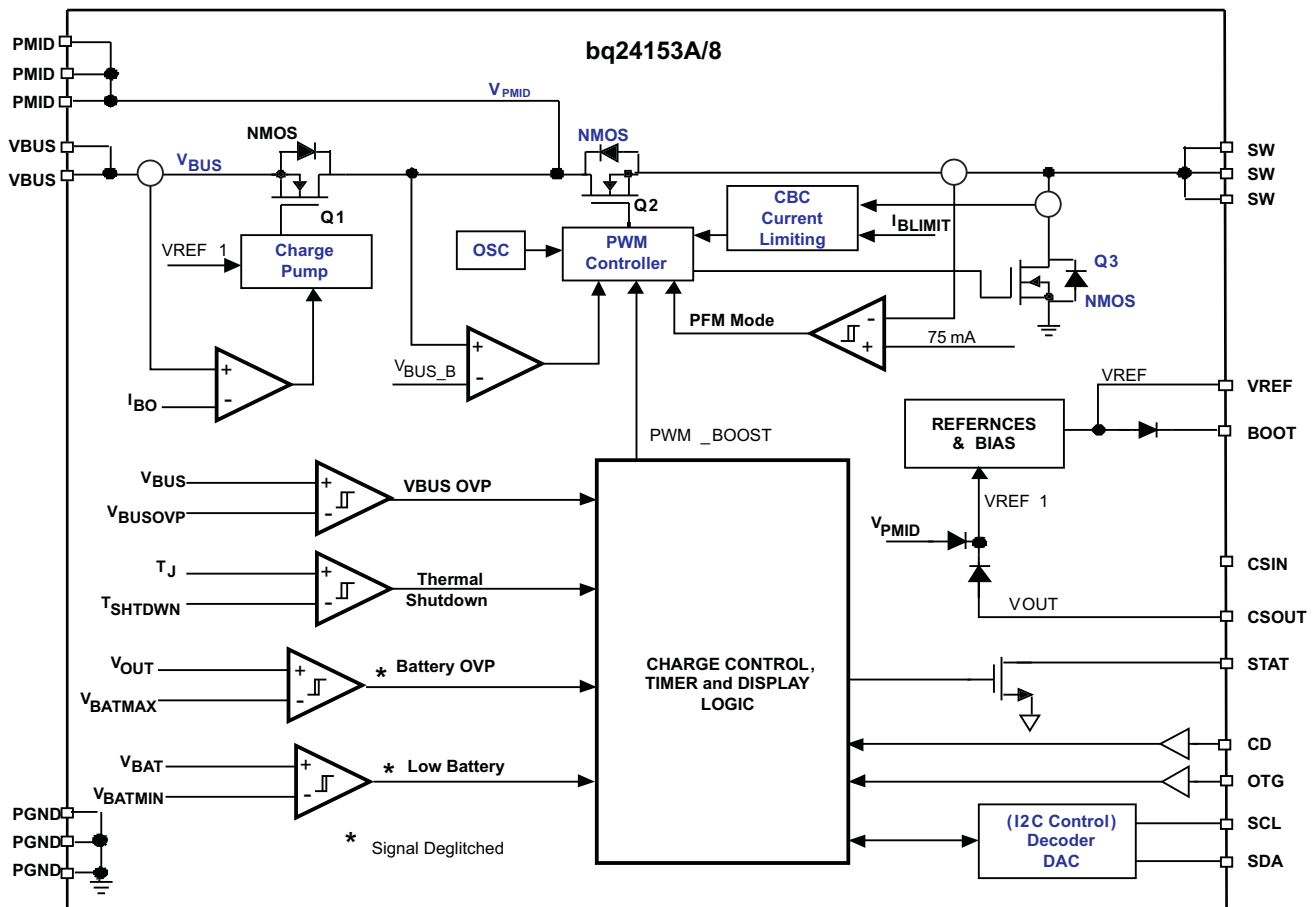 bq24153A/8
PMID
PMID
PMID
VBUS
VBUS
VPMID
NMOS
VBUS
Q1
NMOS
Q2
SW
SW
SW
VREF 1
Charge
Pump
OSC
PWM
Controller
CBC
Current
Limiting
IBLIMIT
Q3
NMOS
+
-
IBO
VBUS_B
+
-
PFM Mode
-
+
75 mA
VREF
VREF
BOOT
REFERNCES
& BIAS
VREF 1
VPMID
VOUT
CSIN
CSOUT
PWM _BOOST
VBUS
VBUSOVP
+
-
VBUS OVP
TJ
TSHTDWN
+
-
Thermal
Shutdown
VOUT
VBATMAX
+
-
* Battery OVP
VBAT
VBATMIN
+
-
* Low Battery
* Signal Deglitched
CHARGE CONTROL,
TIMER and DISPLAY
LOGIC
STAT
CD
OTG
(I2C Control)
Decoder
DAC
SCL
SDA
PGND
PGND
PGND